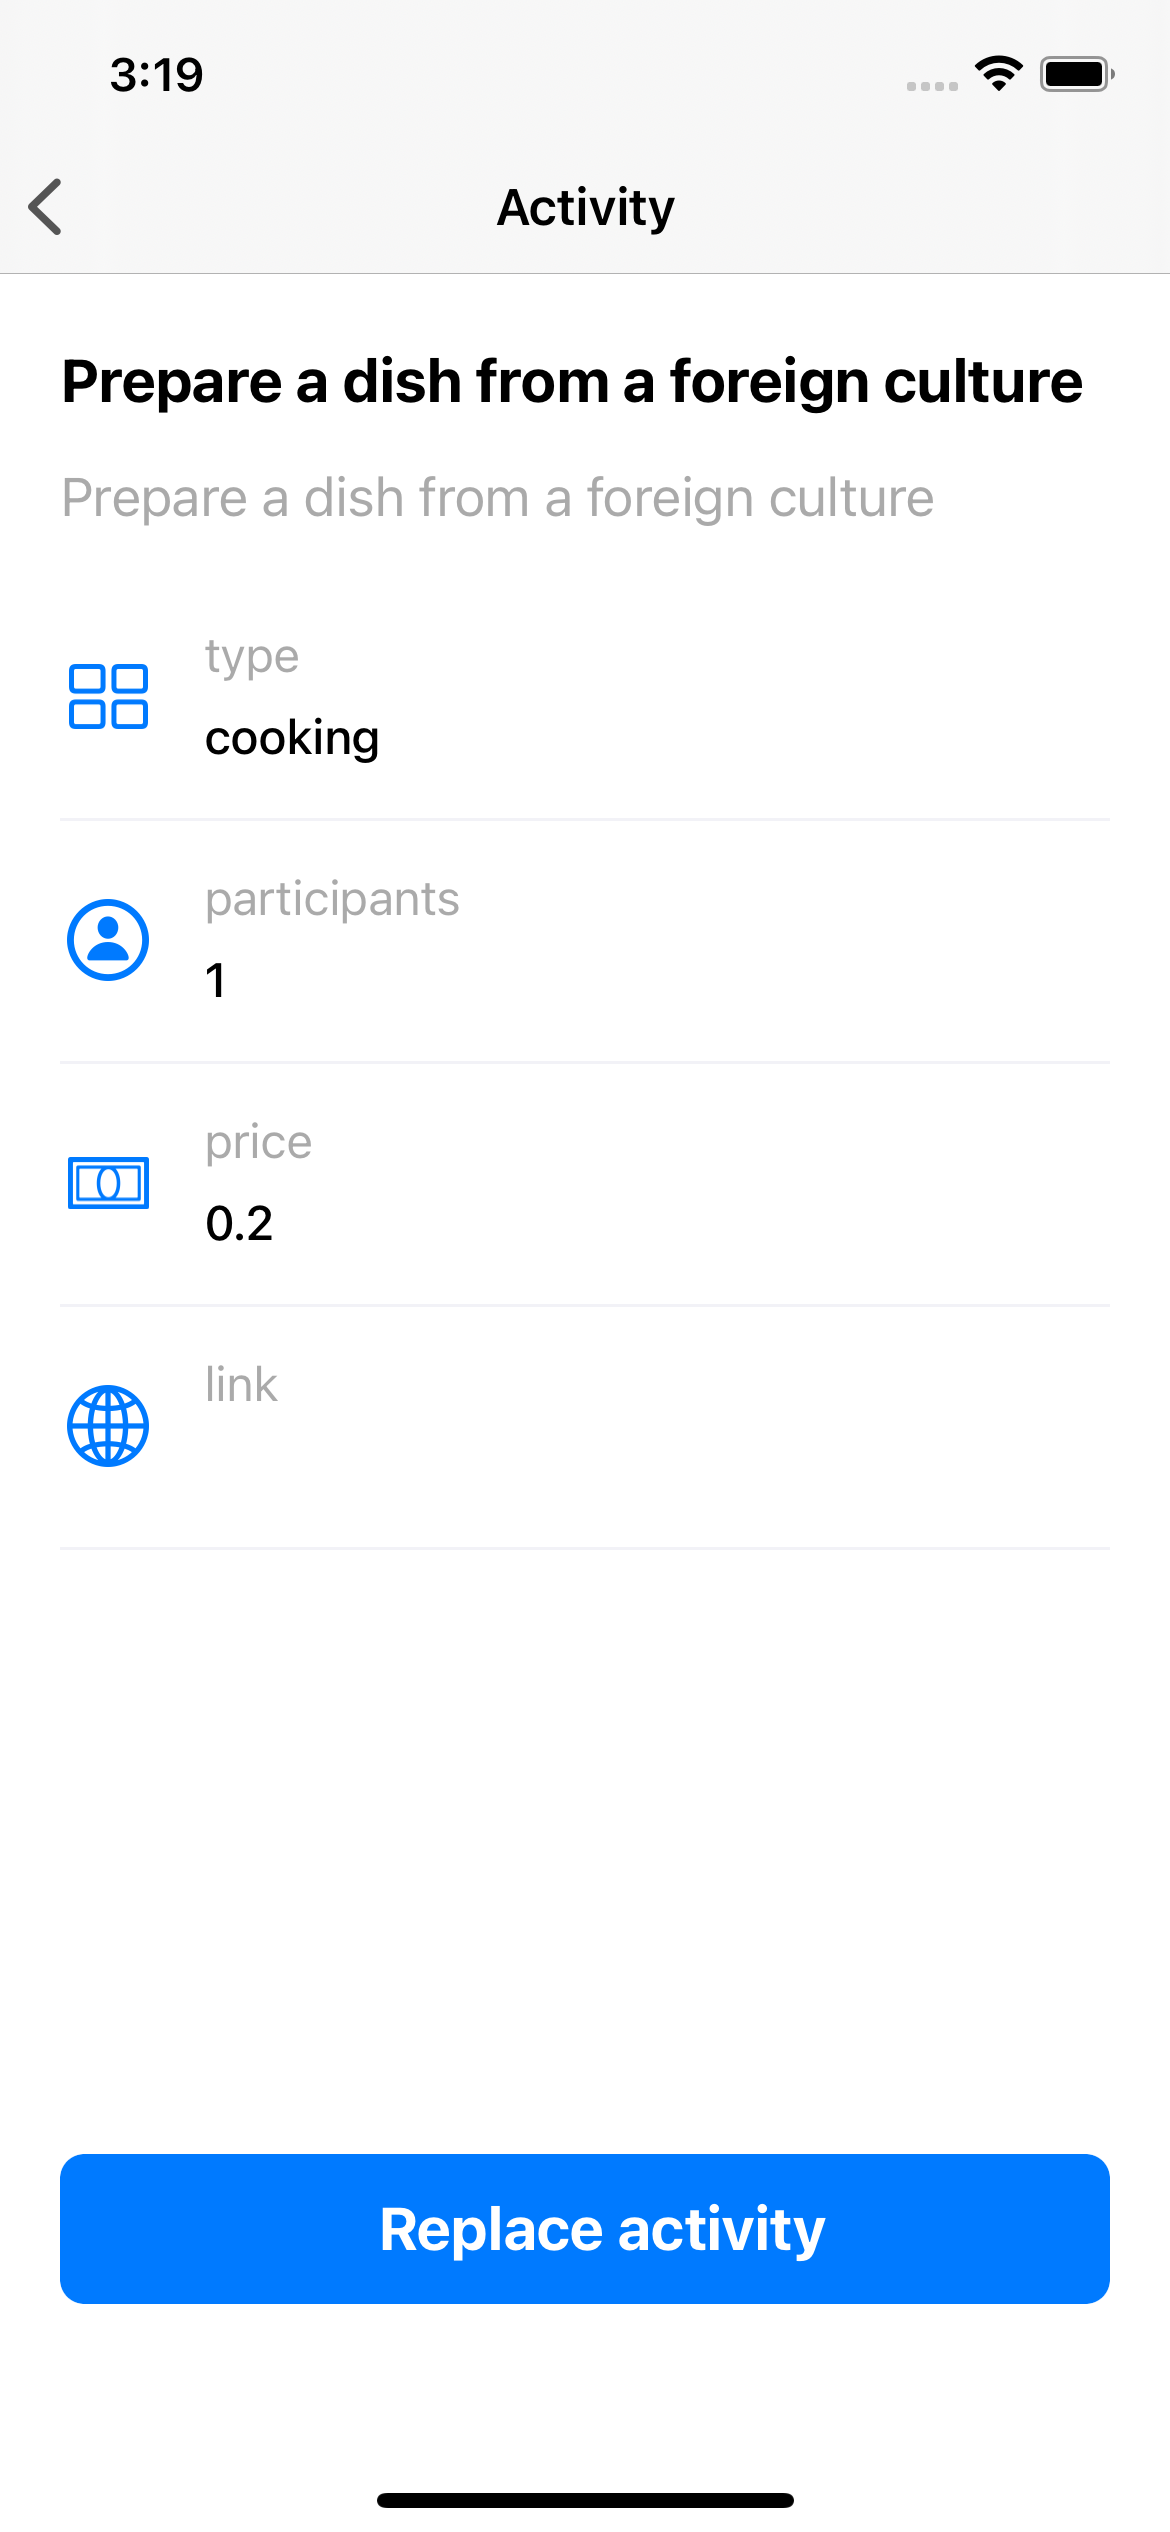 3:19
Activity
Prepare a dish from a foreign culture
Prepare a dish from a foreign culture
type
cooking
participants
1
price
0.2
link
Replace activity